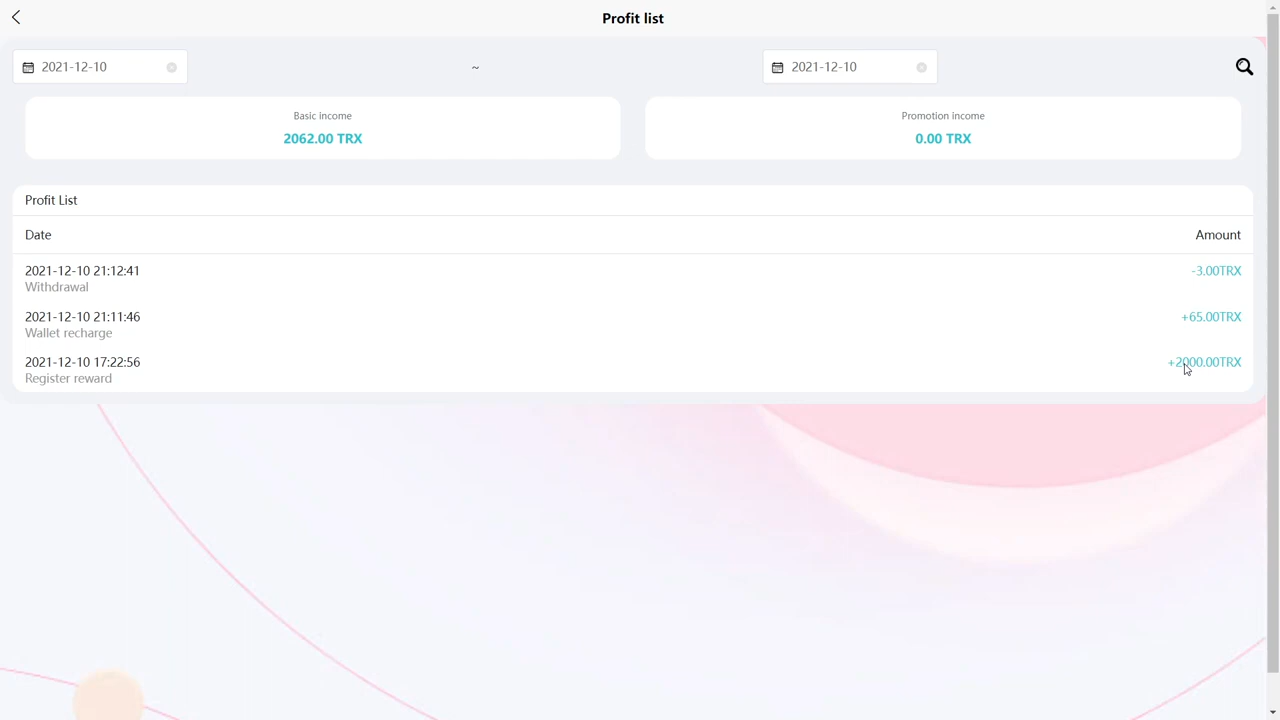 Profit list
2021-12-10 ~ 2021-12-10
Basic income
2062.00 TRX
Promotion income
0.00 TRX
Profit List
Date Amount
2021-12-10 21:12:41 -3.00TRX
Withdrawal
2021-12-10 21:11:46 +65.00TRX
Wallet recharge
2021-12-10 17:22:56 +2000.00TRX
Register reward